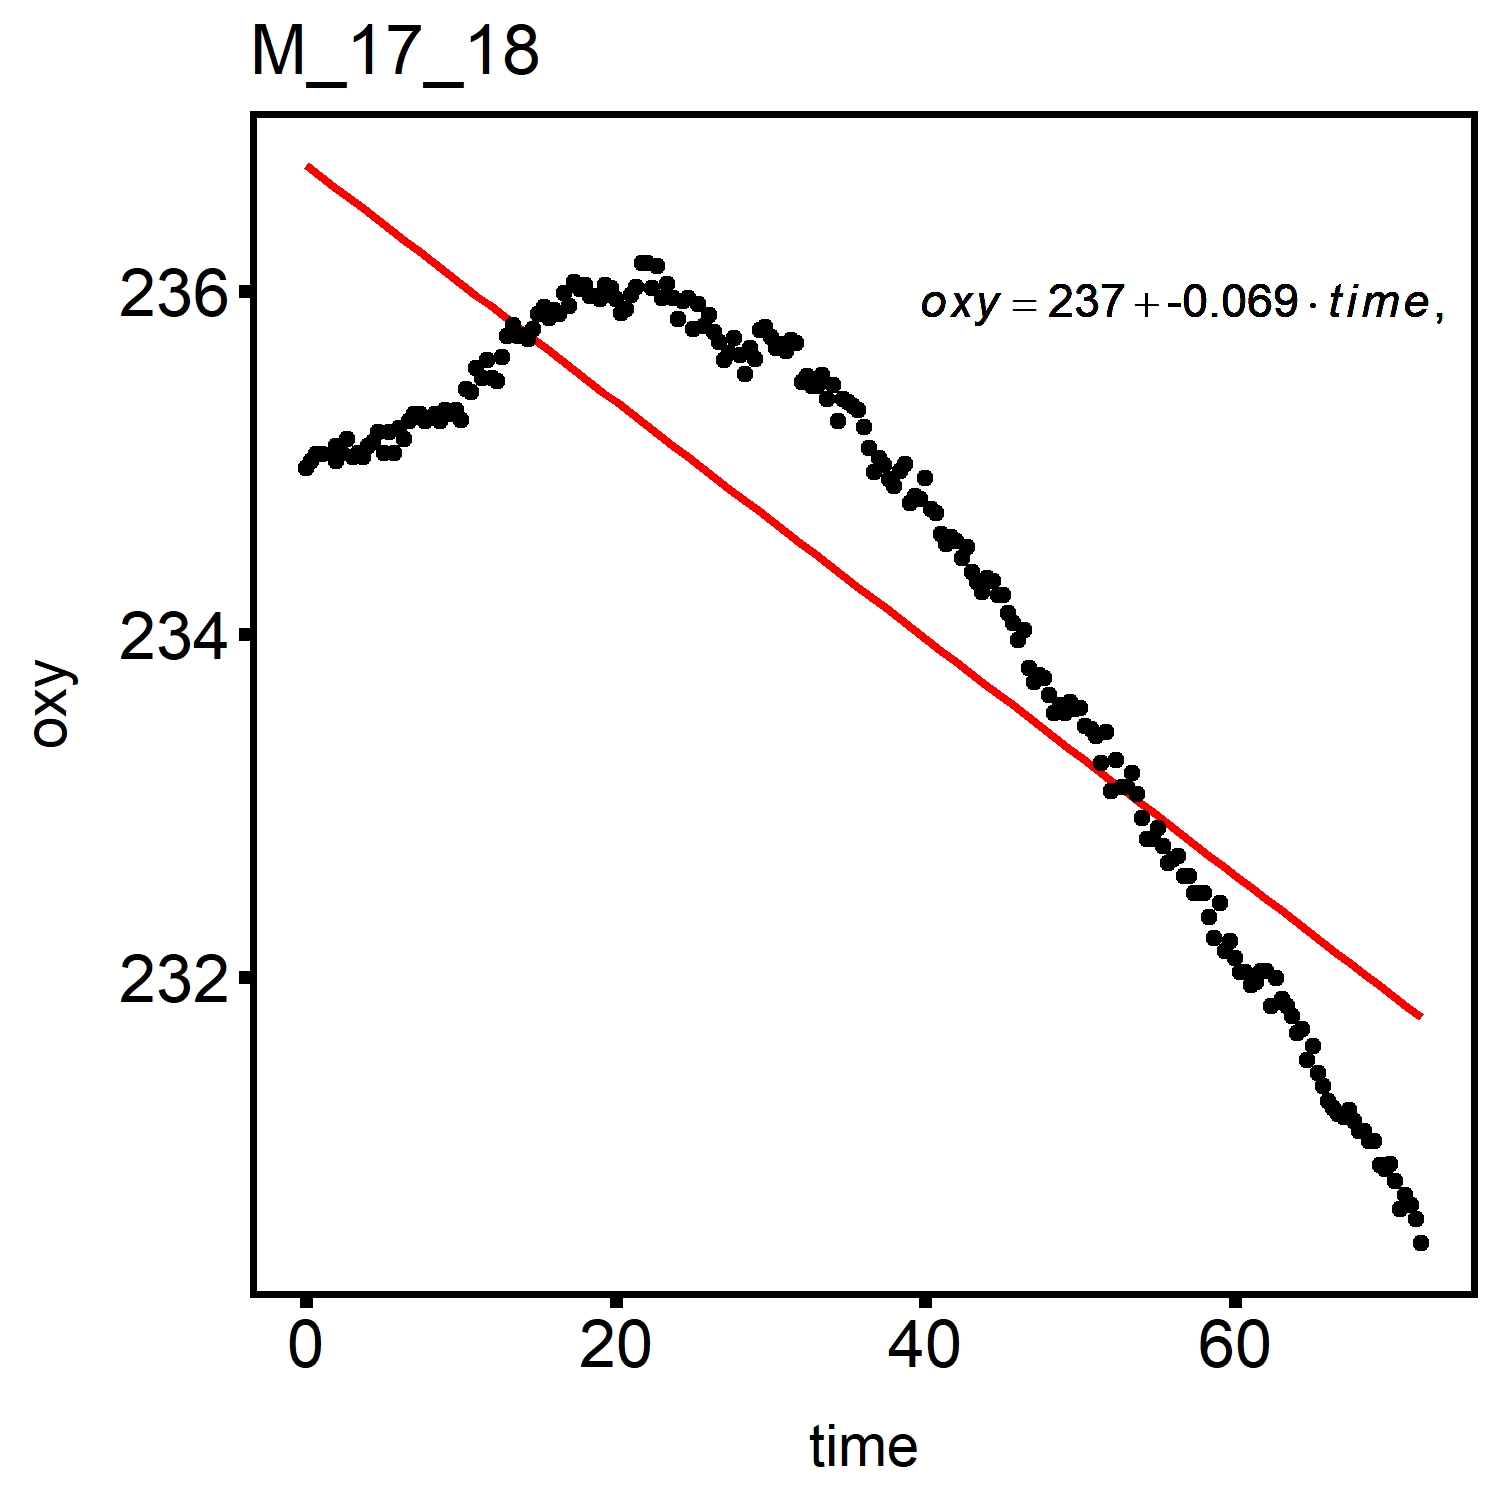 M_17_18
oxy = 237 + -0.069 · time,
236
234
232
oxy
0 20 40 60
time